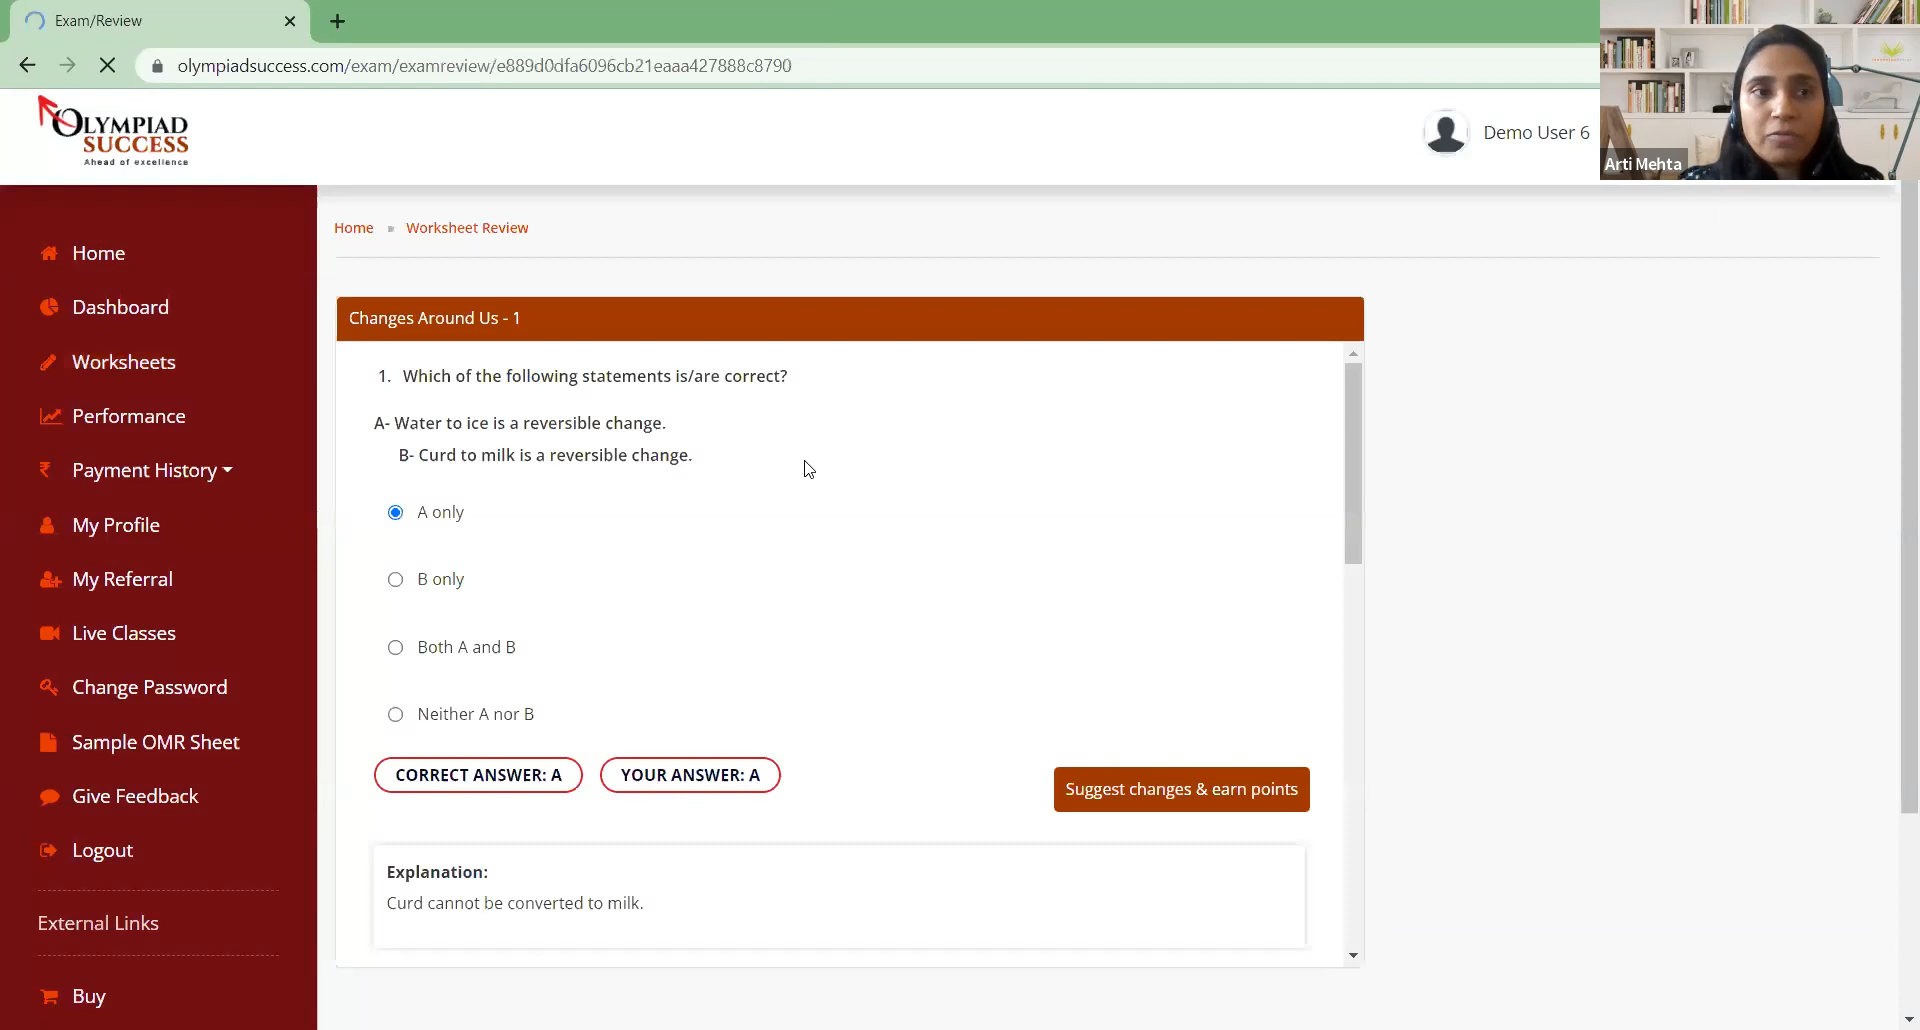 Exam/Review
olympiadsuccess.com/exam/examreview/e889d0dfa6096cb21eaaa427888c8790
OLYMPIAD
SUCCESS
Ahead of excellence
Demo User 6
Arti Mehta
Home
Dashboard
Worksheets
Performance
Payment History
My Profile
My Referral
Live Classes
Change Password
Sample OMR Sheet
Give Feedback
Logout
External Links
Buy
Home » Worksheet Review
Changes Around Us - 1
1. Which of the following statements is/are correct?
A- Water to ice is a reversible change.
B- Curd to milk is a reversible change.
A only
B only
Both A and B
Neither A nor B
CORRECT ANSWER: A YOUR ANSWER: A
Suggest changes & earn points
Explanation:
Curd cannot be converted to milk.